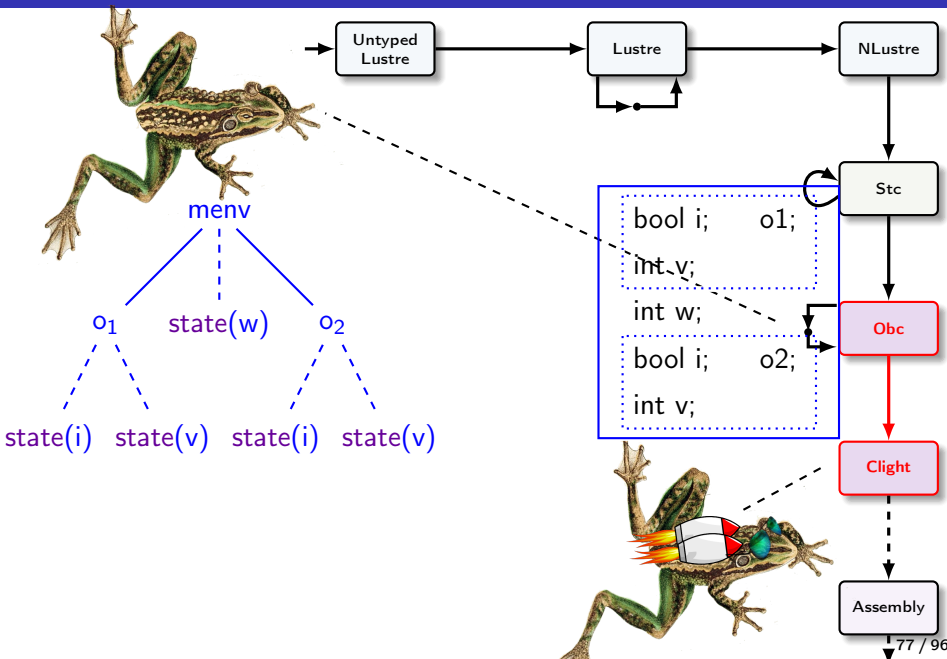 Untyped
Lustre
Lustre
NLustre
Stc
menv
o1 state(w) o2
state(i) state(v) state(i) state(v)
bool i; o1;
int v;
int w;
bool i; o2;
int v;
Obc
Clight
Assembly
77 / 96